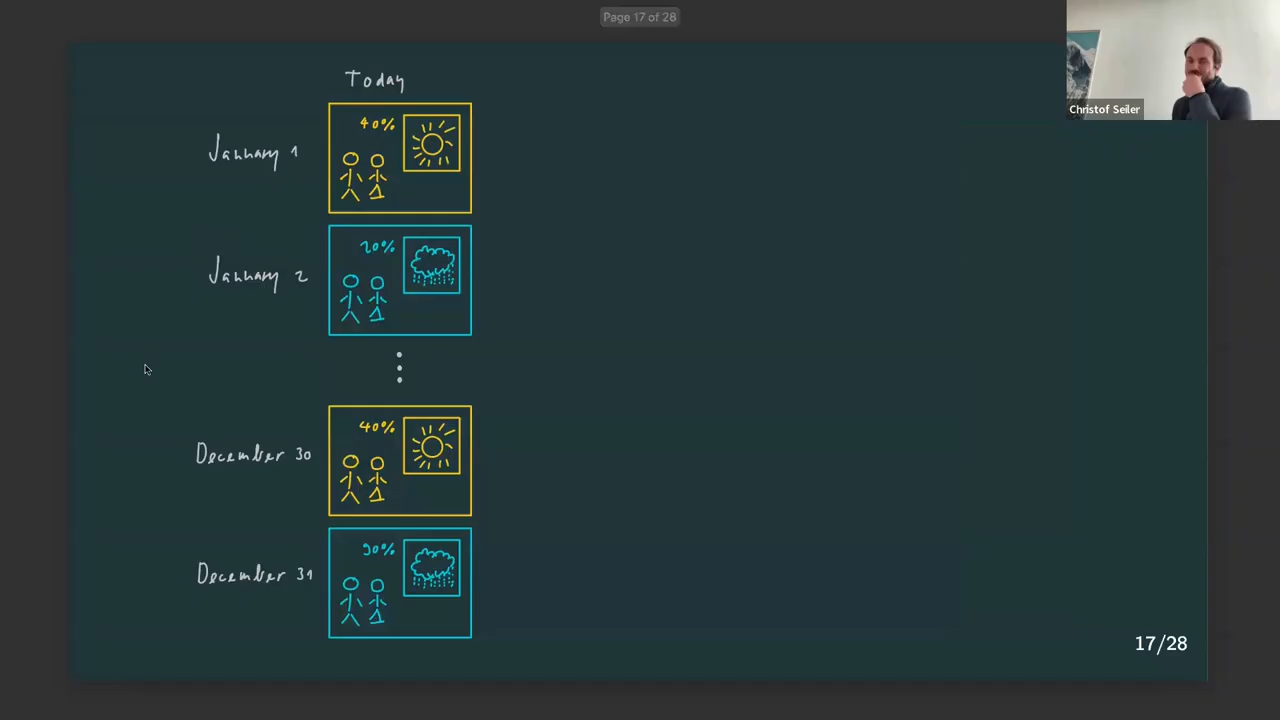 Page 17 of 28
Christof Seiler
Today
January 1
40%
January 2
20%
December 30
40%
December 31
90%
17/28